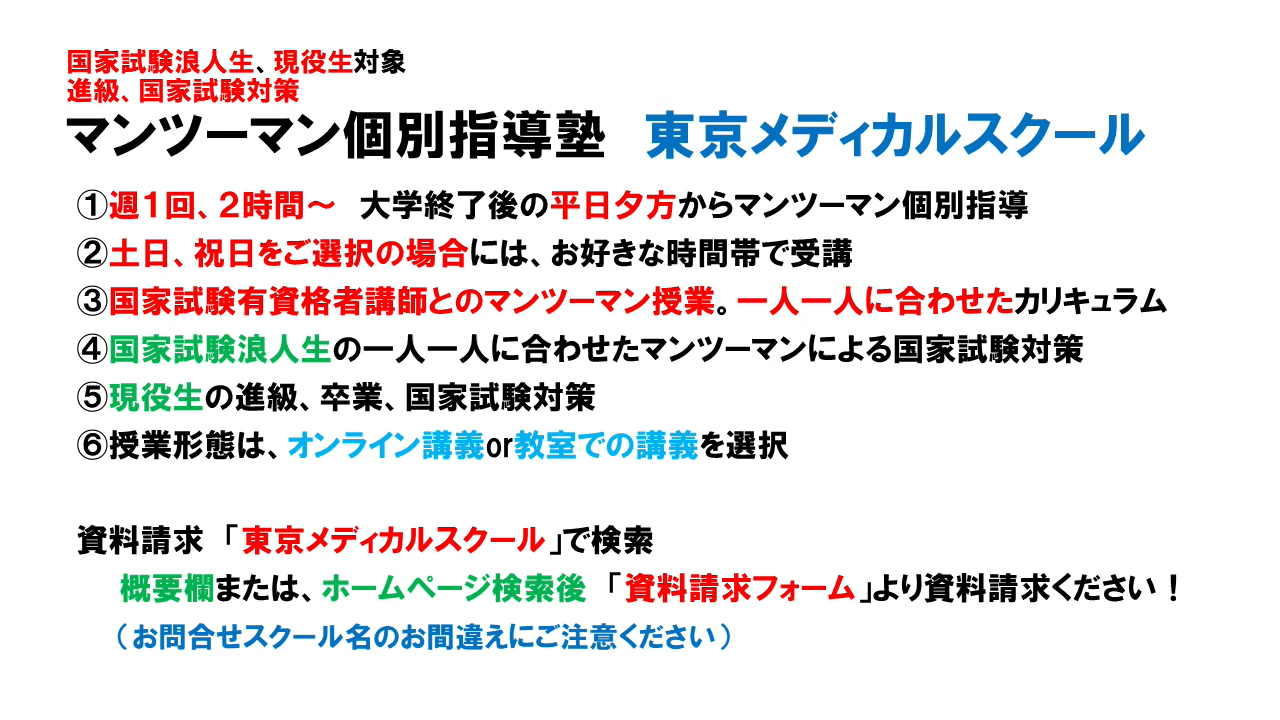 国家試験浪人生、現役生対象
進級、国家試験対策
マンツーマン個別指導塾　東京メディカルスクール
①週１回、２時間～　大学終了後の平日夕方からマンツーマン個別指導
②土日、祝日をご選択の場合には、お好きな時間帯で受講
③国家試験有資格者講師とのマンツーマン授業。一人一人に合わせたカリキュラム
④国家試験浪人生の一人一人に合わせたマンツーマンによる国家試験対策
⑤現役生の進級、卒業、国家試験対策
⑥授業形態は、オンライン講義or教室での講義を選択
資料請求　「東京メディカルスクール」で検索
概要欄または、ホームページ検索後　「資料請求フォーム」より資料請求ください！
（お問合せスクール名のお間違えにご注意ください）